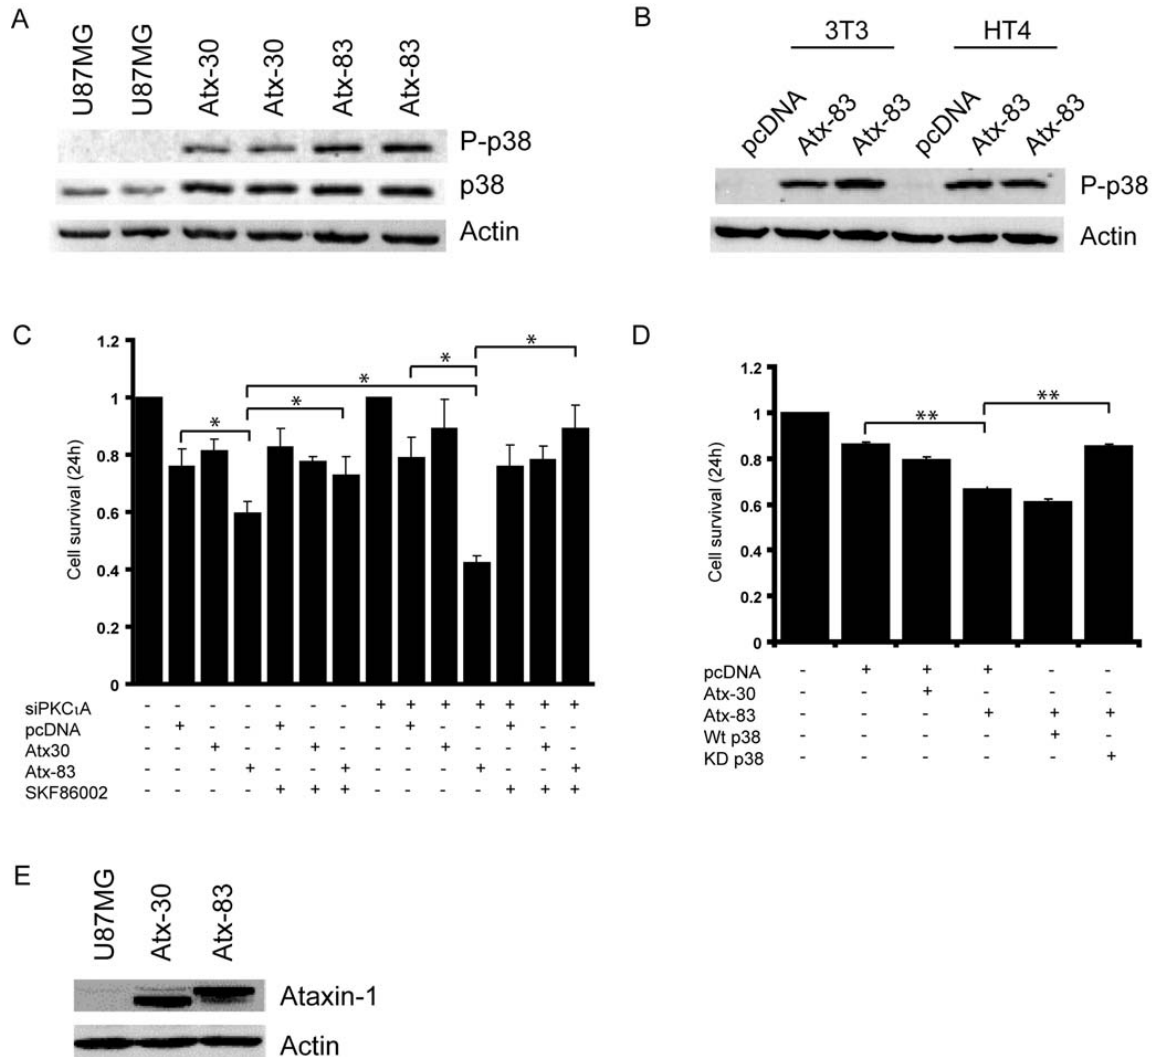 A
U87MG
U87MG
Atx-30
Atx-30
Atx-83
Atx-83
P-p38
p38
Actin
B
3T3
HT4
pcDNA
Atx-83
Atx-83
pcDNA
Atx-83
Atx-83
P-p38
Actin
C
Cell survival (24h)
1.2
1
0.8
0.6
0.4
0.2
0
*
*
*
*
*
siPKCιA - - - - - - - + + + + + + +
pcDNA - + - - + - - - + - - + - -
Atx30 - - + - - + - - - + - - + -
Atx-83 - - - + - - + - - - + - - +
SKF86002 - - - - + + + - - - - + + +
D
Cell survival (24h)
1.2
1
0.8
0.6
0.4
0.2
0
**
**
pcDNA - + + + - -
Atx-30 - - + - - -
Atx-83 - - - + + +
Wt p38 - - - - + -
KD p38 - - - - - +
E
U87MG
Atx-30
Atx-83
Ataxin-1
Actin